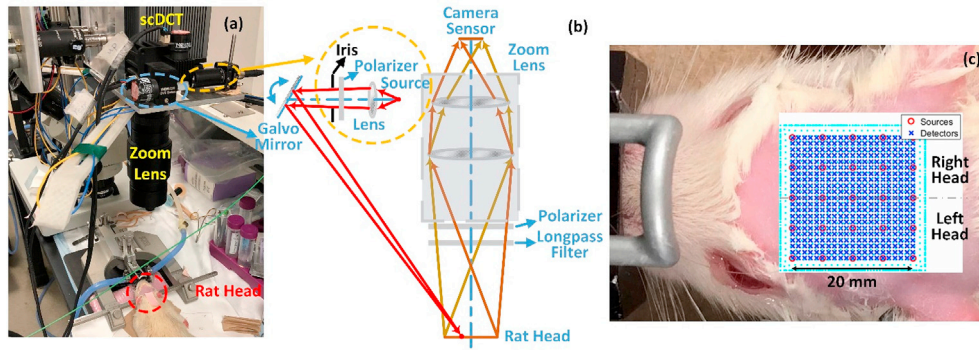 scDCT
(a)
Zoom
Lens
Rat Head
Camera
Sensor
(b)
Zoom
Lens
Iris
Polarizer
Source
Galvo
Mirror
Lens
Polarizer
Longpass
Filter
Rat Head
(c)
Sources
Detectors
Right
Head
Left
Head
20 mm